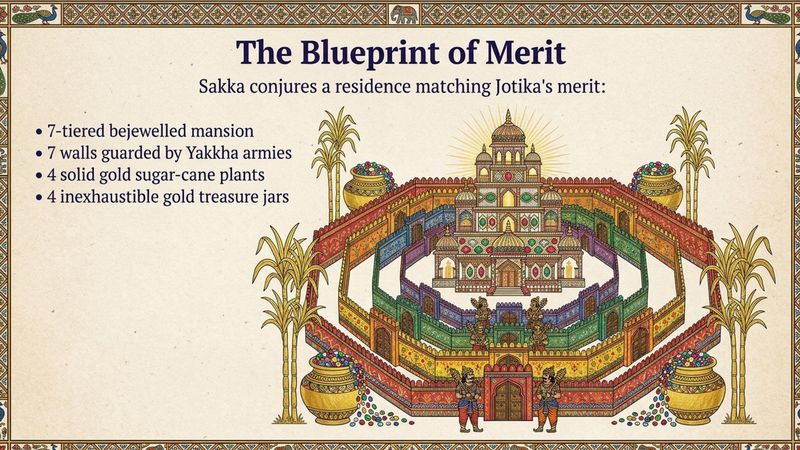 The Blueprint of Merit
Sakka conjures a residence matching Jotika's merit:
• 7-tiered bejewelled mansion
• 7 walls guarded by Yakkha armies
• 4 solid gold sugar-cane plants
• 4 inexhaustible gold treasure jars